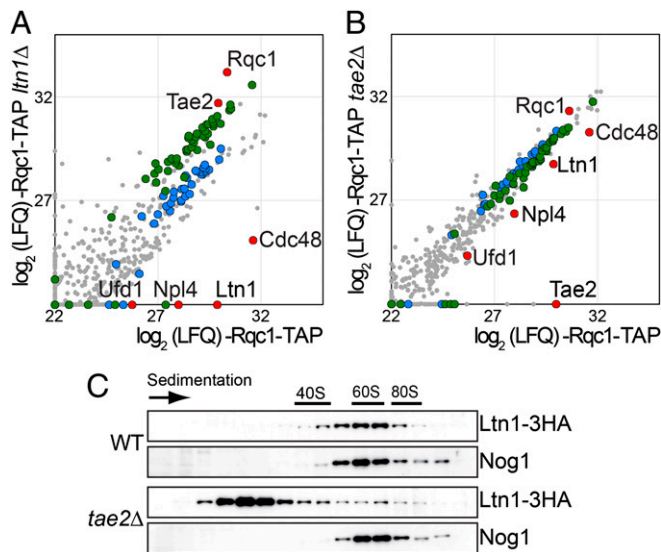 A
log₂ (LFQ) -Rqc1-TAP ltn1Δ
32
27
22
27
32
log₂ (LFQ) -Rqc1-TAP
Rqc1
Tae2
Cdc48
Ufd1
Npl4
Ltn1
B
log₂ (LFQ) -Rqc1-TAP tae2Δ
32
27
22
27
32
log₂ (LFQ) -Rqc1-TAP
Rqc1
Cdc48
Ltn1
Npl4
Ufd1
Tae2
C
Sedimentation
40S
60S
80S
WT
Ltn1-3HA
Nog1
tae2Δ
Ltn1-3HA
Nog1